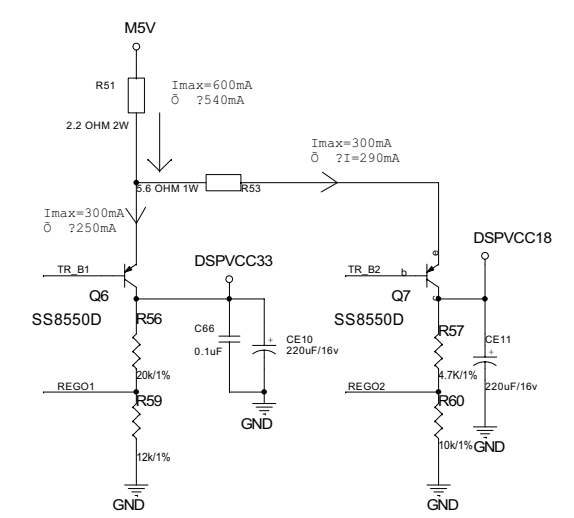 M5V
R51
Imax=600mA
Õ ?540mA
2.2 OHM 2W
Imax=300mA
Õ ?I=290mA
5.6 OHM 1W
R53
Imax=300mA
Õ ?250mA
DSPVCC33
DSPVCC18
e
TR_B1
TR_B2
b
Q6
Q7
c
SS8550D
R56
SS8550D
R57
C66
0.1uF
CE10
220uF/16v
CE11
220uF/16v
20k/1%
4.7K/1%
REGO1
R59
REGO2
R60
GND
12k/1%
10k/1%
GND
GND
GND